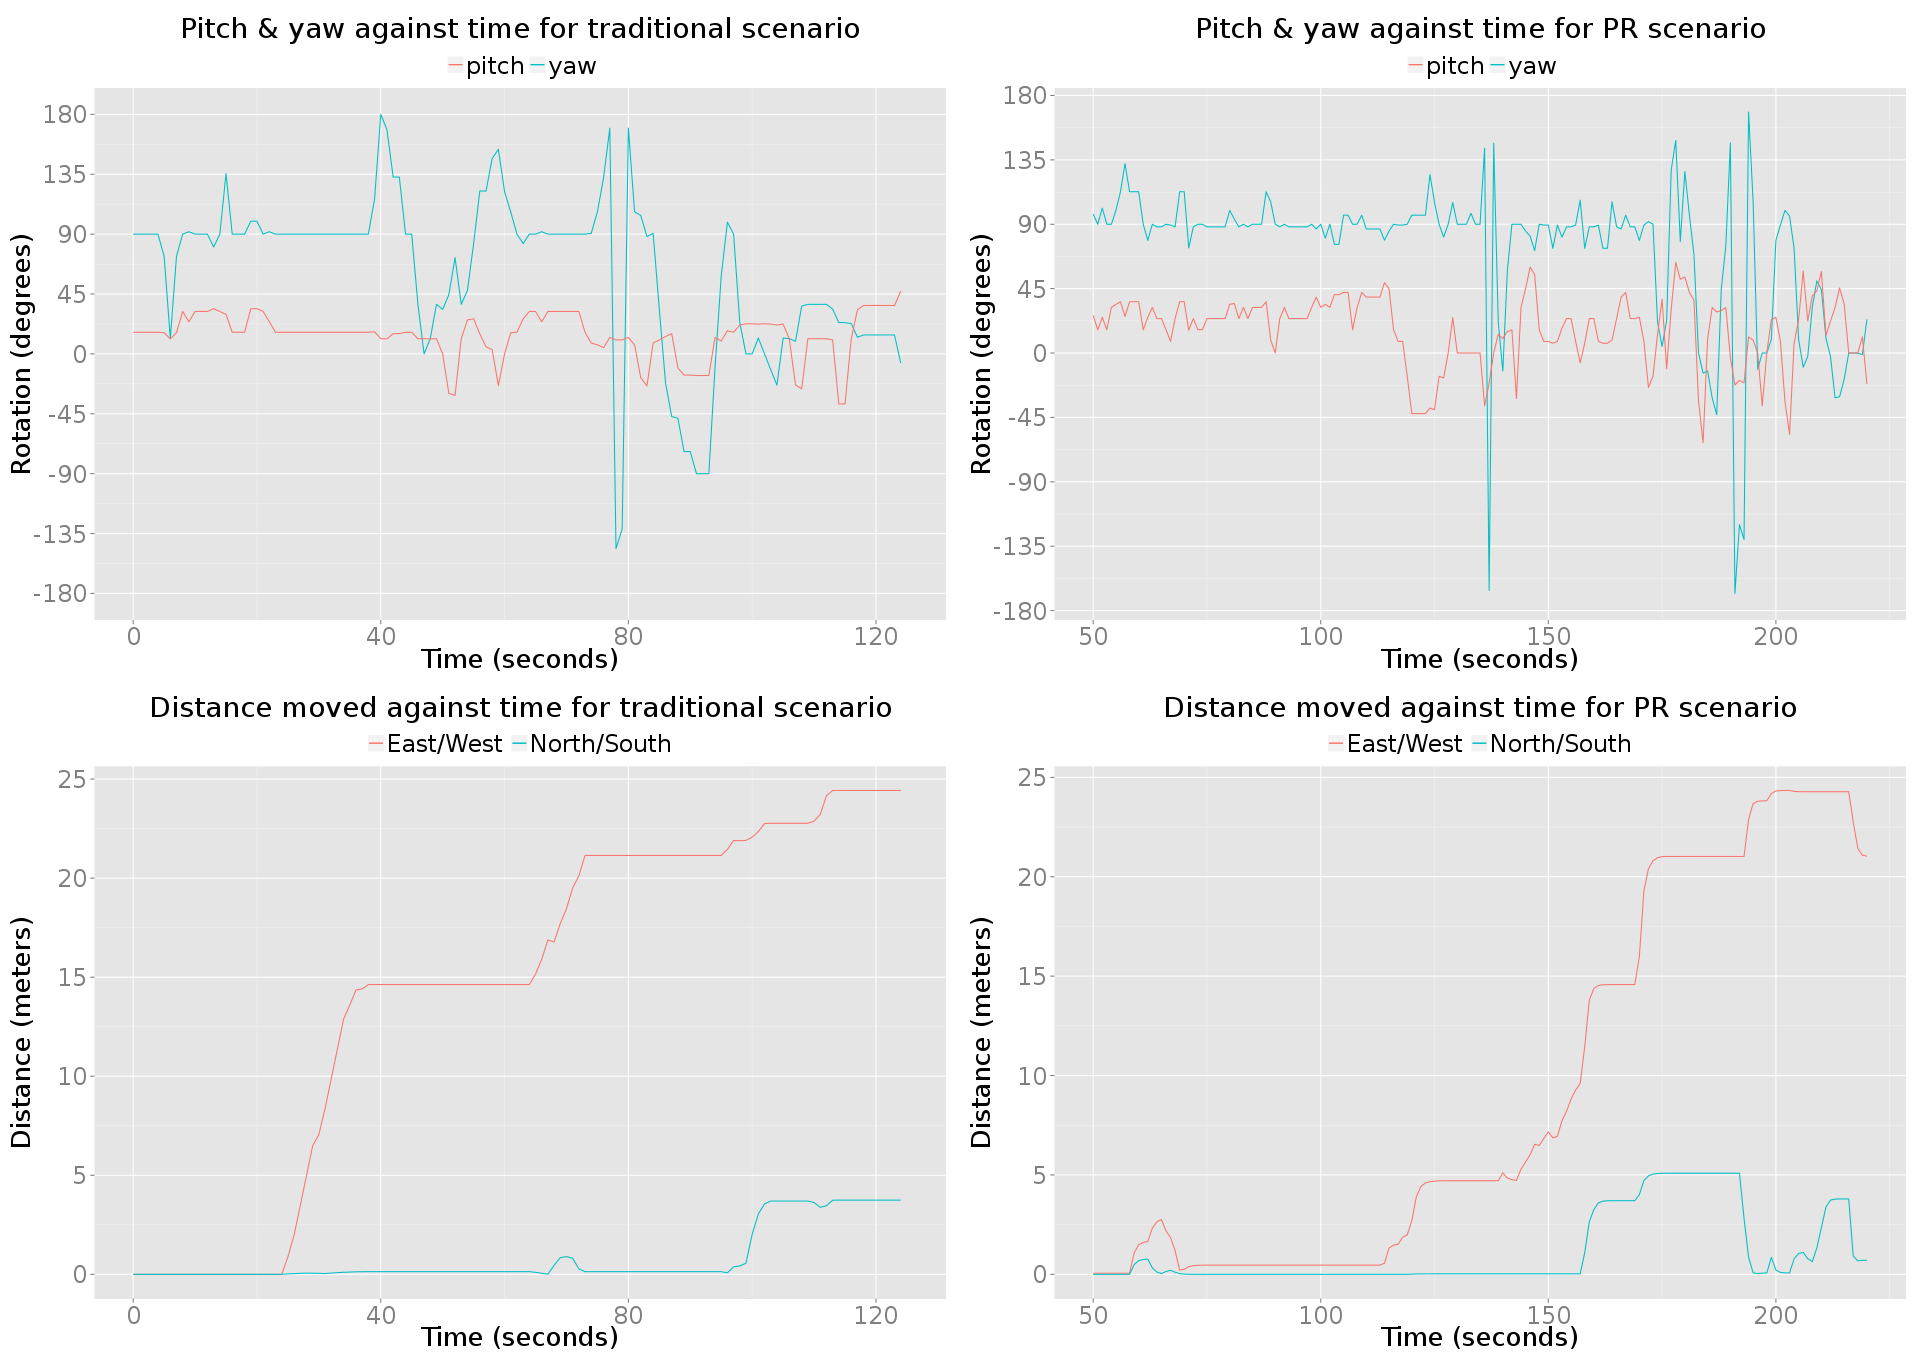 Pitch & yaw against time for traditional scenario
pitch yaw
Rotation (degrees)
180
135
90
45
0
-45
-90
-135
-180
0 40 80 120
Time (seconds)
Pitch & yaw against time for PR scenario
pitch yaw
Rotation (degrees)
180
135
90
45
0
-45
-90
-135
-180
50 100 150 200
Time (seconds)
Distance moved against time for traditional scenario
East/West North/South
Distance (meters)
25
20
15
10
5
0
0 40 80 120
Time (seconds)
Distance moved against time for PR scenario
East/West North/South
Distance (meters)
25
20
15
10
5
0
50 100 150 200
Time (seconds)